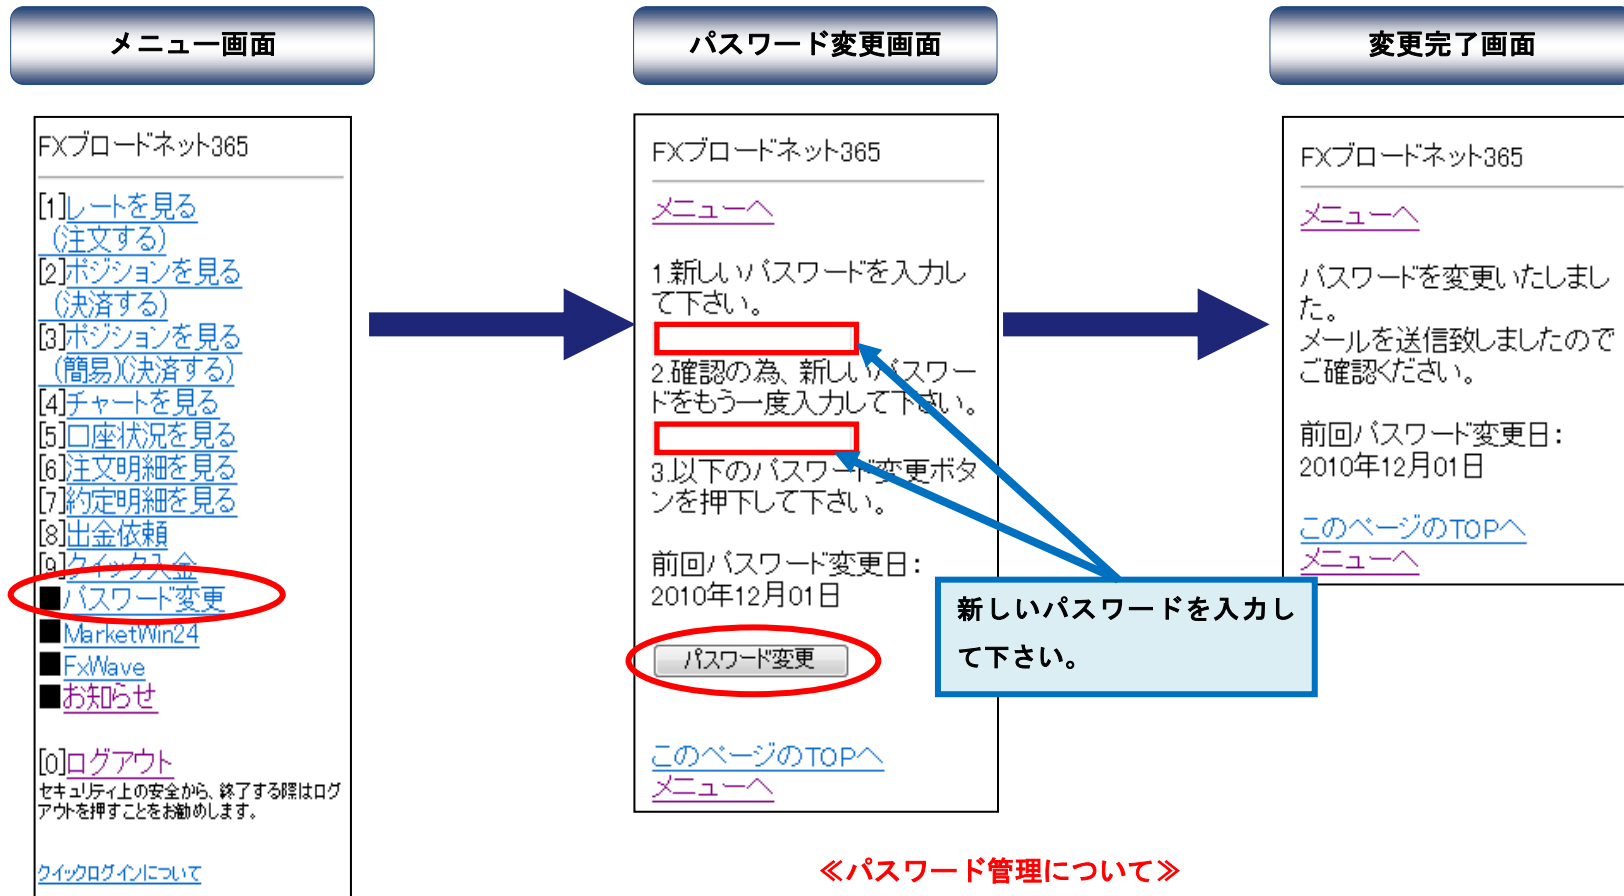 メニュー画面
FXブロードネット365
[1]レートを見る
(注文する)
[2]ポジションを見る
(決済する)
[3]ポジションを見る
(簡易)(決済する)
[4]チャートを見る
[5]口座状況を見る
[6]注文明細を見る
[7]約定明細を見る
[8]出金依頼
[9]クイック入金
■パスワード変更
■MarketWin24
■FxWave
■お知らせ
[0]ログアウト
セキュリティ上の安全から、終了する際はログ
アウトを押すことをお勧めします。
クイックログインについて
パスワード変更画面
FXブロードネット365
メニューへ
1.新しいパスワードを入力し
て下さい。
2.確認の為、新しいパスワー
ドをもう一度入力して下さい。
3.以下のパスワード変更ボタ
ンを押下して下さい。
前回パスワード変更日：
2010年12月01日
パスワード変更
このページのTOPへ
メニューへ
新しいパスワードを入力し
て下さい。
変更完了画面
FXブロードネット365
メニューへ
パスワードを変更いたしまし
た。
メールを送信致しましたので
ご確認ください。
前回パスワード変更日：
2010年12月01日
このページのTOPへ
メニューへ
≪パスワード管理について≫